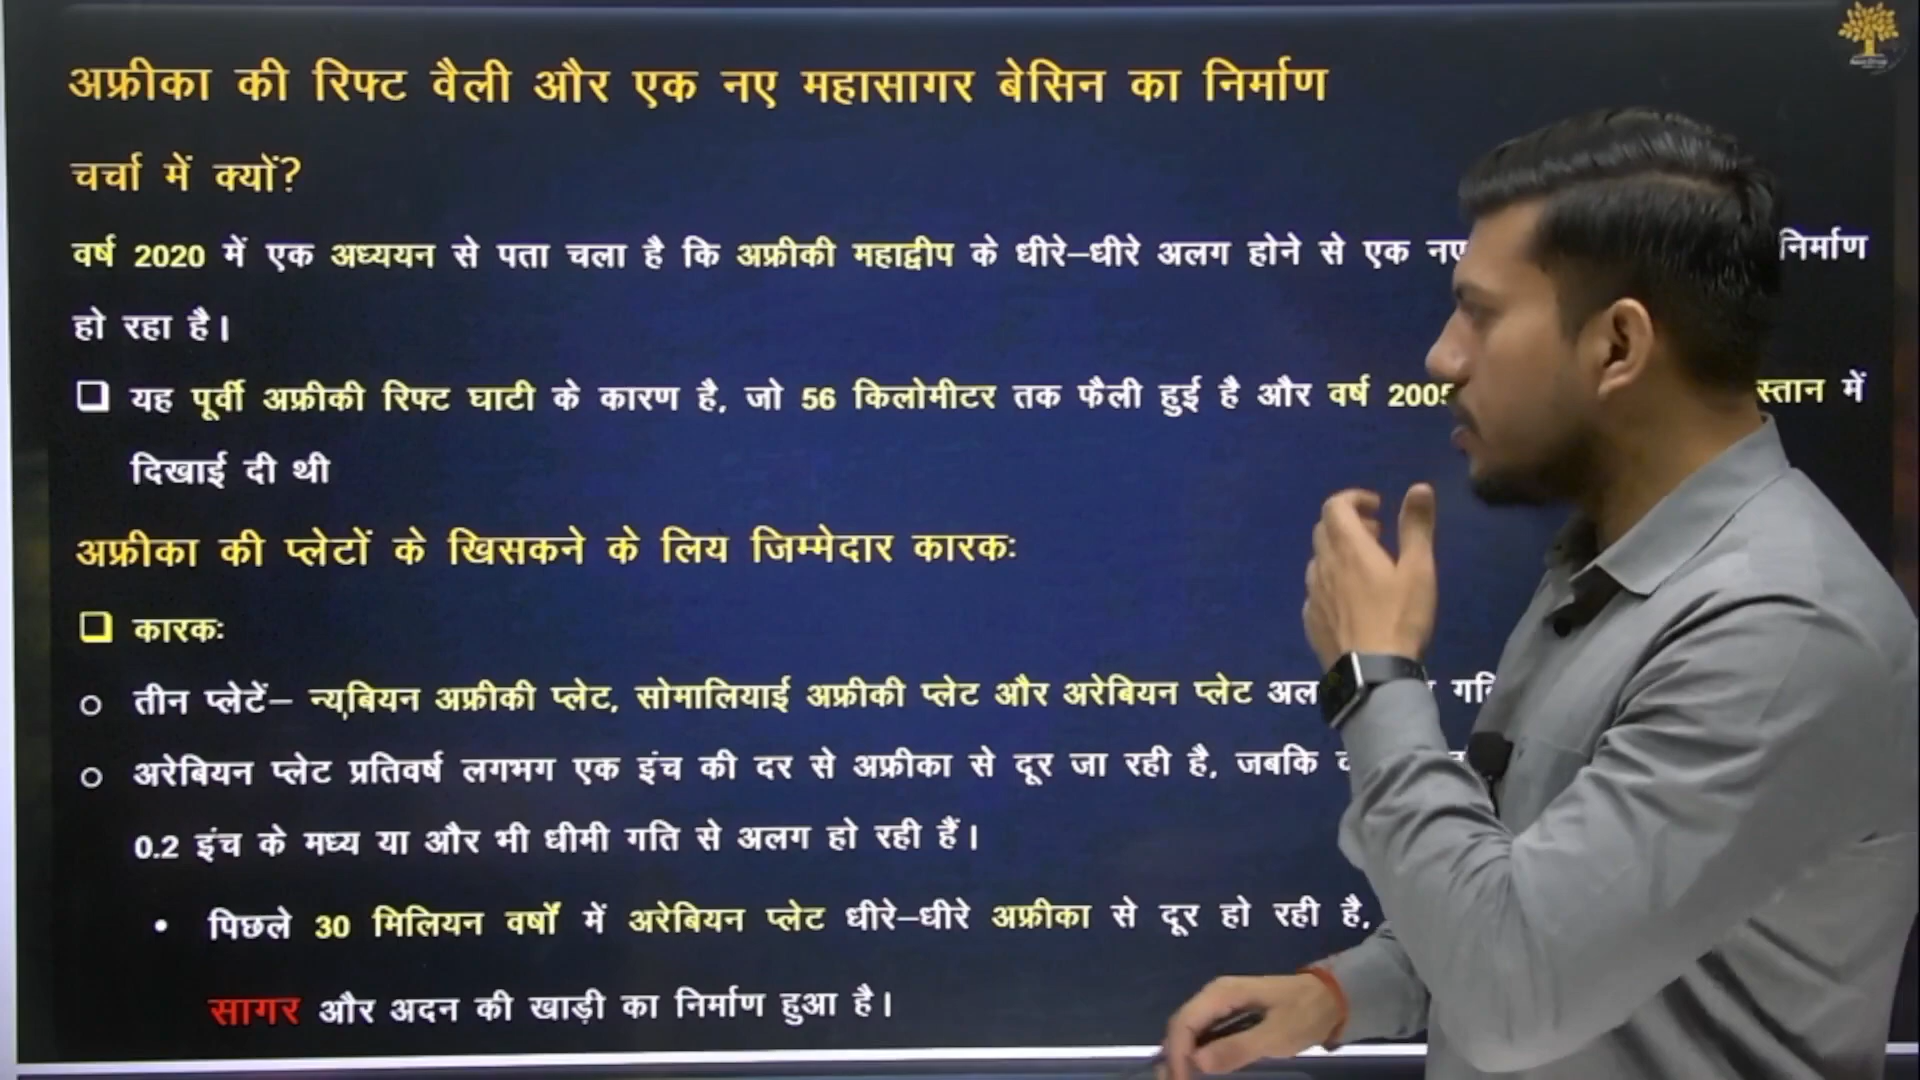 अफ्रीका की रिफ्ट वैली और एक नए महासागर बेसिन का निर्माण
चर्चा में क्यों?
वर्ष 2020 में एक अध्ययन से पता चला है कि अफ्रीकी महाद्वीप के धीरे–धीरे अलग होने से एक नए निर्माण
हो रहा है।
❑ यह पूर्वी अफ्रीकी रिफ्ट घाटी के कारण है, जो 56 किलोमीटर तक फैली हुई है और वर्ष 2005 स्तान में
दिखाई दी थी
अफ्रीका की प्लेटों के खिसकने के लिय जिम्मेदार कारकः
❑ कारकः
○ तीन प्लेटें– न्यूबियन अफ्रीकी प्लेट, सोमालियाई अफ्रीकी प्लेट और अरेबियन प्लेट
○ अरेबियन प्लेट प्रतिवर्ष लगभग एक इंच की दर से अफ्रीका से दूर जा रही है, जबकि
0.2 इंच के मध्य या और भी धीमी गति से अलग हो रही हैं।
• पिछले 30 मिलियन वर्षों में अरेबियन प्लेट धीरे–धीरे अफ्रीका से दूर हो रही है,
सागर और अदन की खाड़ी का निर्माण हुआ है।